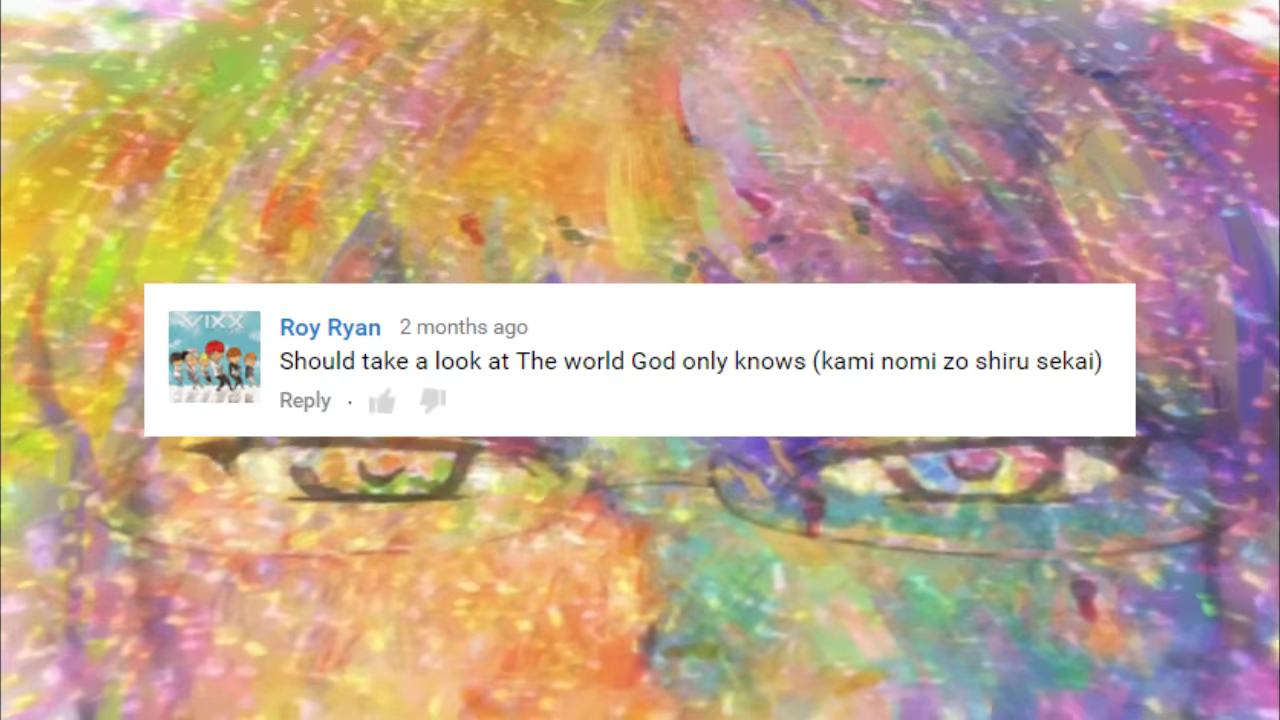 VIXX
Roy Ryan 2 months ago
Should take a look at The world God only knows (kami nomi zo shiru sekai)
Reply ·